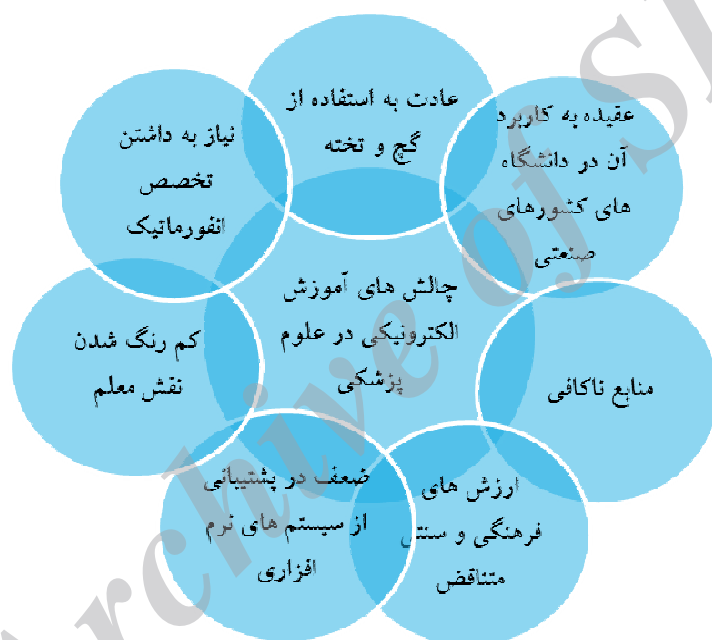 عادت به استفاده از
گچ و تخته
عقیده به کاربرد
آن در دانشگاه
های کشورهای
صنعتی
منابع ناکافی
ارزش های
فرهنگی و سنتی
متناقض
ضعف در پشتیبانی
از سیستم های نرم
افزاری
کم رنگ شدن
نقش معلم
نیاز به داشتن
تخصص
انفورماتیک
چالش های آموزش
الکترونیکی در علوم
پزشکی
Archive of